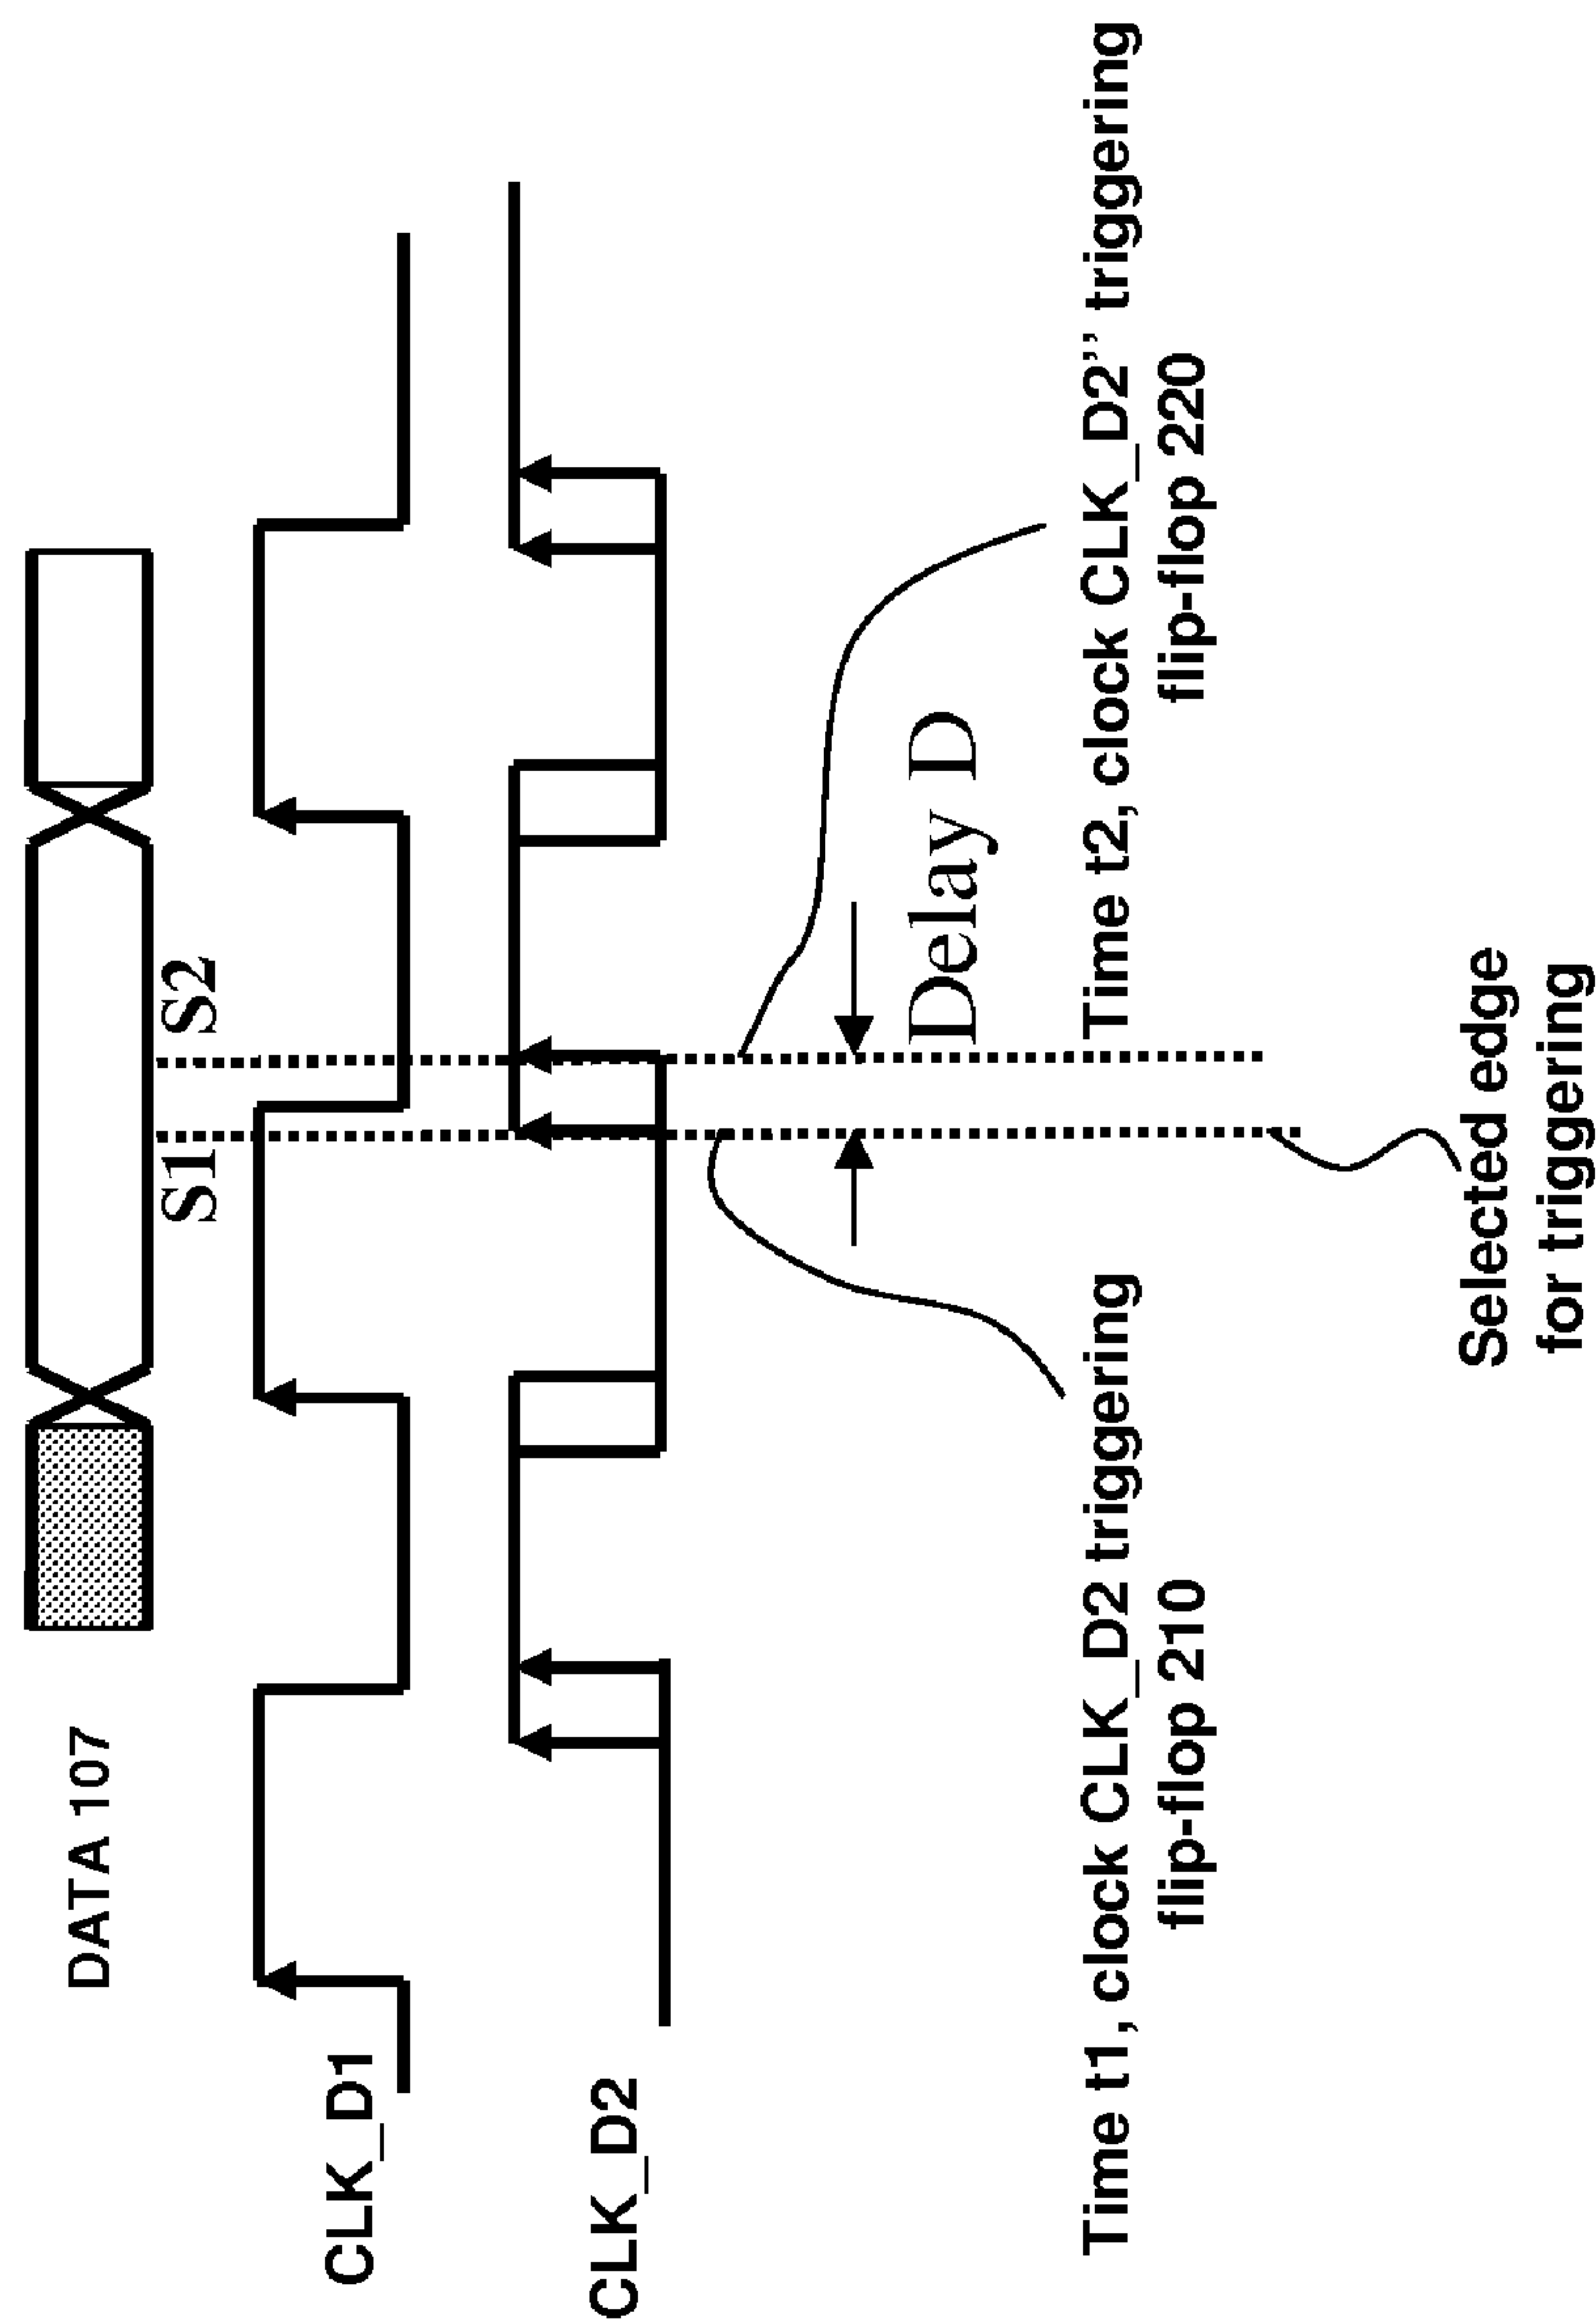 DATA 107
S1 S2
CLK_D1
CLK_D2
Delay D
Time t1, clock CLK_D2 triggering
flip-flop 210
Time t2, clock CLK_D2’’ triggering
flip-flop 220
Selected edge
for triggering